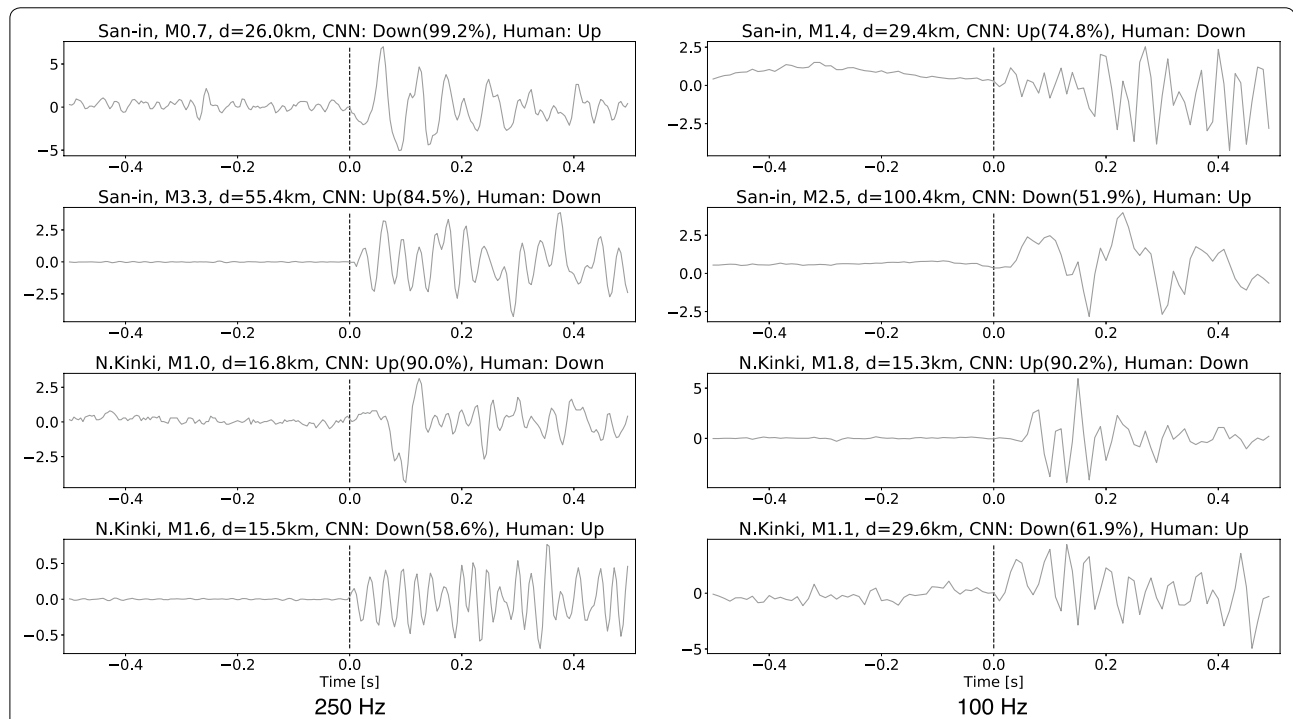 San-in, M0.7, d=26.0km, CNN: Down(99.2%), Human: Up
5
0
−5
−0.4 −0.2 0.0 0.2 0.4
San-in, M3.3, d=55.4km, CNN: Up(84.5%), Human: Down
2.5
0.0
−2.5
−0.4 −0.2 0.0 0.2 0.4
N.Kinki, M1.0, d=16.8km, CNN: Up(90.0%), Human: Down
2.5
0.0
−2.5
−0.4 −0.2 0.0 0.2 0.4
N.Kinki, M1.6, d=15.5km, CNN: Down(58.6%), Human: Up
0.5
0.0
−0.5
−0.4 −0.2 0.0 0.2 0.4
Time [s]
250 Hz
San-in, M1.4, d=29.4km, CNN: Up(74.8%), Human: Down
2.5
0.0
−2.5
−0.4 −0.2 0.0 0.2 0.4
San-in, M2.5, d=100.4km, CNN: Down(51.9%), Human: Up
2.5
0.0
−2.5
−0.4 −0.2 0.0 0.2 0.4
N.Kinki, M1.8, d=15.3km, CNN: Up(90.2%), Human: Down
5
0
−0.4 −0.2 0.0 0.2 0.4
N.Kinki, M1.1, d=29.6km, CNN: Down(61.9%), Human: Up
0
−5
−0.4 −0.2 0.0 0.2 0.4
Time [s]
100 Hz